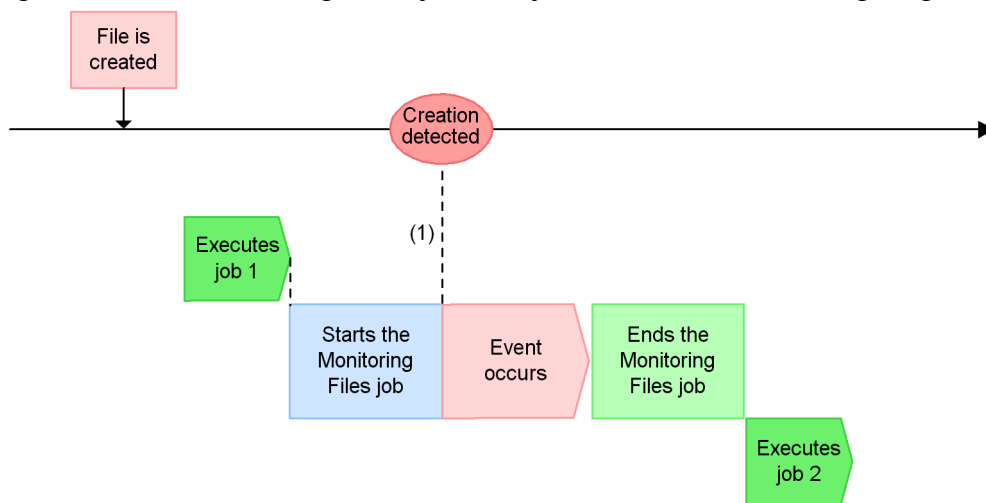 File is
created
Creation
detected
(1)
Executes
job 1
Starts the
Monitoring
Files job
Event
occurs
Ends the
Monitoring
Files job
Executes
job 2